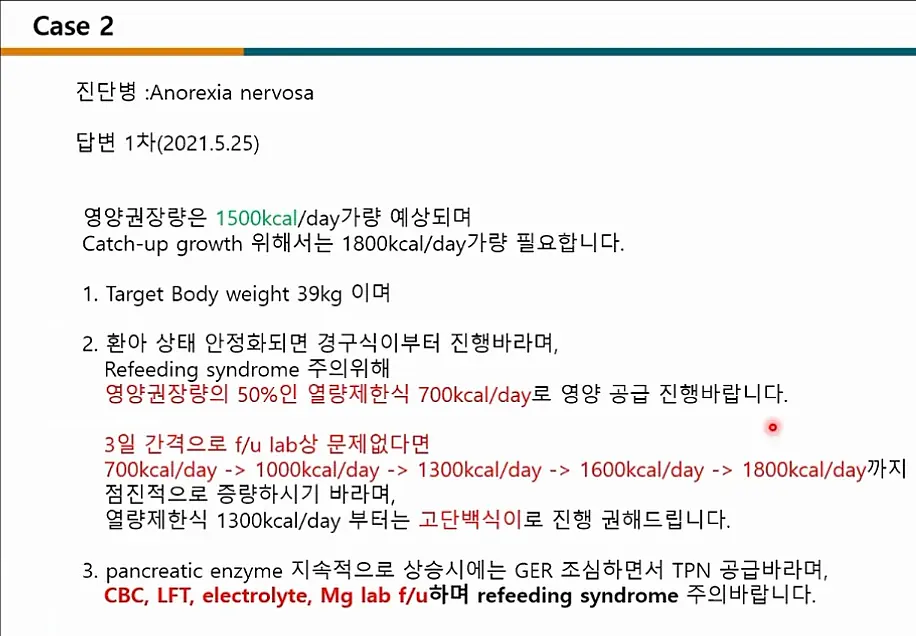 Case 2
진단병 :Anorexia nervosa
답변 1차(2021.5.25)
영양권장량은 1500kcal/day가량 예상되며
Catch-up growth 위해서는 1800kcal/day가량 필요합니다.
1. Target Body weight 39kg 이며
2. 환아 상태 안정화되면 경구식이부터 진행바라며,
Refeeding syndrome 주의위해
영양권장량의 50%인 열량제한식 700kcal/day로 영양 공급 진행바랍니다.
3일 간격으로 f/u lab상 문제없다면
700kcal/day -> 1000kcal/day -> 1300kcal/day -> 1600kcal/day -> 1800kcal/day까지
점진적으로 증량하시기 바라며,
열량제한식 1300kcal/day 부터는 고단백식이로 진행 권해드립니다.
3. pancreatic enzyme 지속적으로 상승시에는 GER 조심하면서 TPN 공급바라며,
CBC, LFT, electrolyte, Mg lab f/u하며 refeeding syndrome 주의바랍니다.